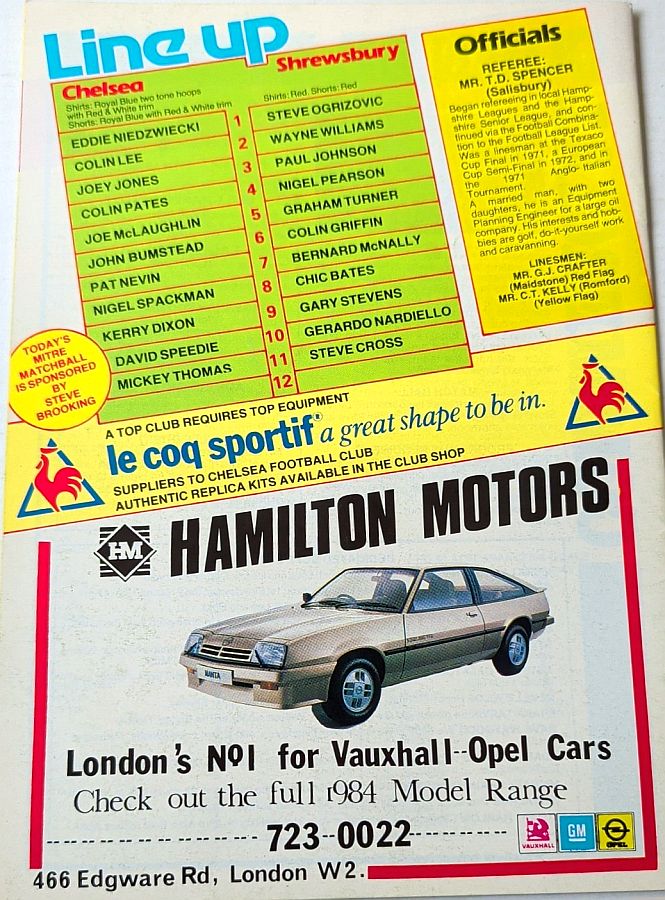 Line up
Chelsea
Shirts: Royal Blue two tone hoops
with Red & White trim
Shorts: Royal Blue with Red & White trim
Shrewsbury
Shirts: Red, Shorts: Red
EDDIE NIEDZWIECKI 1 STEVE OGRIZOVIC
COLIN LEE 2 WAYNE WILLIAMS
JOEY JONES 3 PAUL JOHNSON
COLIN PATES 4 NIGEL PEARSON
JOE McLAUGHLIN 5 GRAHAM TURNER
JOHN BUMSTEAD 6 COLIN GRIFFIN
PAT NEVIN 7 BERNARD McNALLY
NIGEL SPACKMAN 8 CHIC BATES
KERRY DIXON 9 GARY STEVENS
DAVID SPEEDIE 10 GERARDO NARDIELLO
MICKEY THOMAS 11 STEVE CROSS
12
Officials
REFEREE:
MR. T.D. SPENCER
(Salisbury)
Began refereeing in local Hamp-
shire Leagues and the Hamp-
shire Senior League, and con-
tinued via the Football Combina-
tion to the Football League List.
Was a linesman at the Texaco
Cup Final in 1971, a European
Cup Semi-Final in 1972, and in
the 1971 Anglo-Italian
Tournament.
A married man, with two
daughters, he is an Equipment
Planning Engineer for a large oil
company. His interests and hob-
bies are golf, do-it-yourself work
and caravanning.
LINESMEN:
MR. G.J. CRAFTER
(Maidstone) Red Flag
MR. C.T. KELLY (Romford)
(Yellow Flag)
TODAY'S
MITRE
MATCHBALL
IS SPONSORED
BY
STEVE
BROOKING
A TOP CLUB REQUIRES TOP EQUIPMENT
le coq sportif® a great shape to be in.
SUPPLIERS TO CHELSEA FOOTBALL CLUB
AUTHENTIC REPLICA KITS AVAILABLE IN THE CLUB SHOP
HM HAMILTON MOTORS
MANTA
London's Nº1 for Vauxhall-Opel Cars
Check out the full 1984 Model Range
723-0022
VAUXHALL GM OPEL
466 Edgware Rd, London W2.